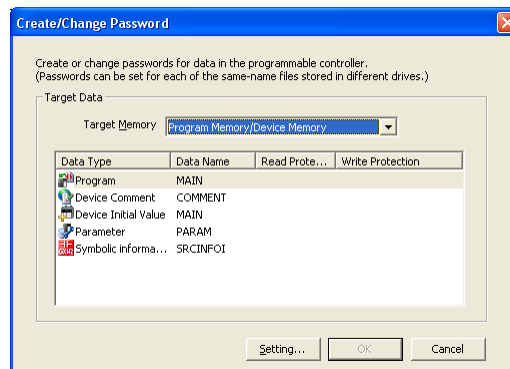 Create/Change Password
Create or change passwords for data in the programmable controller.
(Passwords can be set for each of the same-name files stored in different drives.)
Target Data
Target Memory Program Memory/Device Memory
Data Type Data Name Read Prote... Write Protection
Program MAIN
Device Comment COMMENT
Device Initial Value MAIN
Parameter PARAM
Symbolic informa... SRCINFOI
Setting... OK Cancel